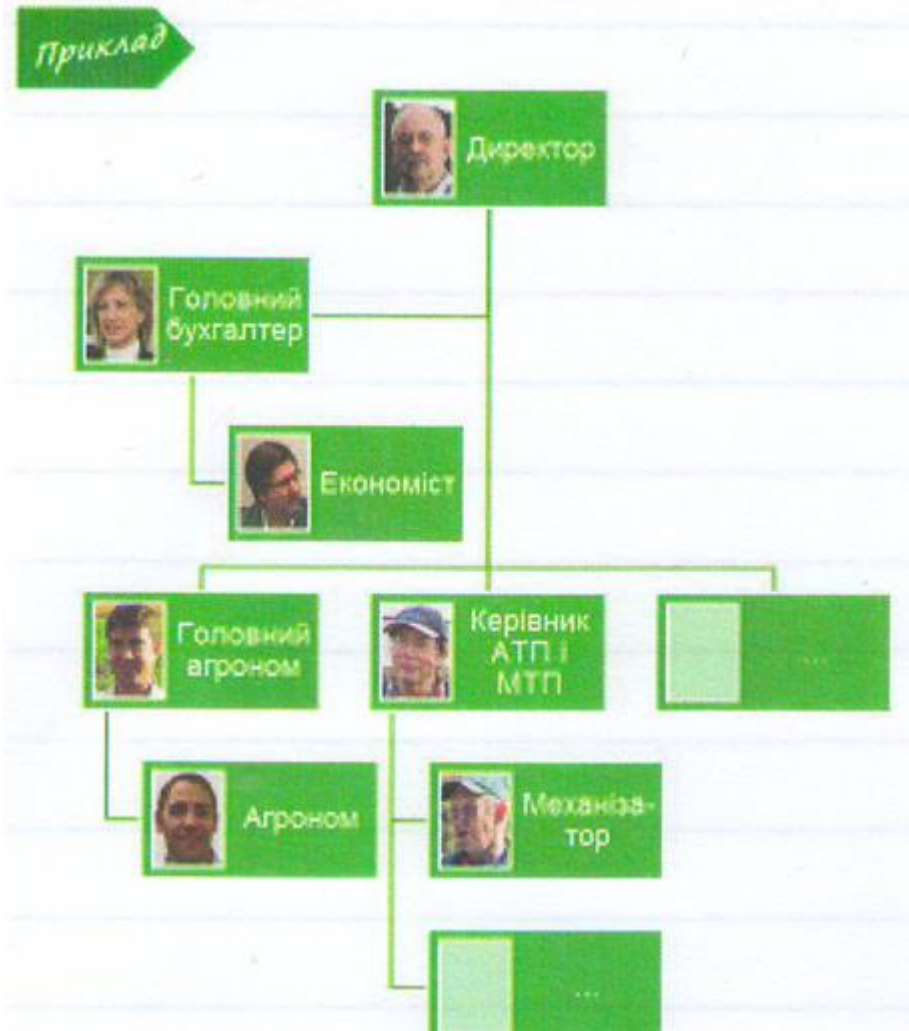 Приклад
Директор
Головний
бухгалтер
Економіст
Головний
агроном
Керівник
АТП і
МТП
...
Агроном
Механіза-
тор
...